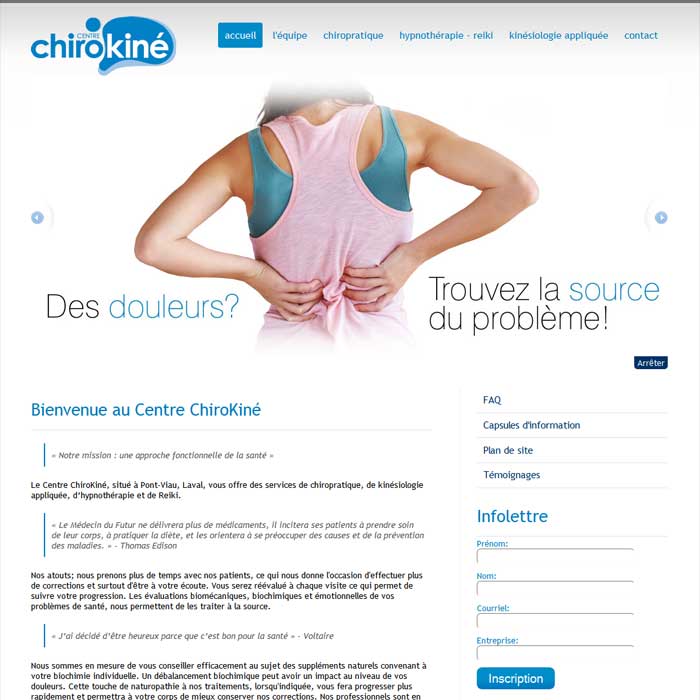 CENTRE
chirokiné
accueil l'équipe chiropratique hypnothérapie - reiki kinésiologie appliquée contact
Des douleurs?
Trouvez la source
du problème!
Arrêter
Bienvenue au Centre ChiroKiné
« Notre mission : une approche fonctionnelle de la santé »
Le Centre ChiroKiné, situé à Pont-Viau, Laval, vous offre des services de chiropratique, de kinésiologie
appliquée, d'hypnothérapie et de Reiki.
« Le Médecin du Futur ne délivrera plus de médicaments, il incitera ses patients à prendre soin
de leur corps, à pratiquer la diète, et les orientera à se préoccuper des causes et de la prévention
des maladies. » - Thomas Edison
Nos atouts; nous prenons plus de temps avec nos patients, ce qui nous donne l'occasion d'effectuer plus
de corrections et surtout d'être à votre écoute. Vous serez réévalué à chaque visite ce qui permet de
suivre votre progression. Les évaluations biomécaniques, biochimiques et émotionnelles de vos
problèmes de santé, nous permettent de les traiter à la source.
« J'ai décidé d'être heureux parce que c'est bon pour la santé » - Voltaire
Nous sommes en mesure de vous conseiller efficacement au sujet des suppléments naturels convenant à
votre biochimie individuelle. Un débalancement biochimique peut avoir un impact au niveau de vos
douleurs. Cette touche de naturopathie à nos traitements, lorsqu'indiquée, vous fera progresser plus
rapidement et permettra à votre corps de mieux conserver nos corrections. Nos professionnels sont en
FAQ
Capsules d'information
Plan de site
Témoignages
Infolettre
Prénom:
Nom:
Courriel:
Entreprise:
Inscription